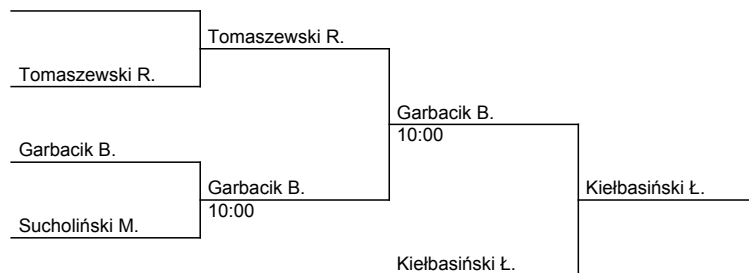 Tomaszewski R.
Tomaszewski R.
Garbacik B.
10:00
Garbacik B.
Garbacik B.
10:00
Kiełbasiński Ł.
Sucholiński M.
Kiełbasiński Ł.